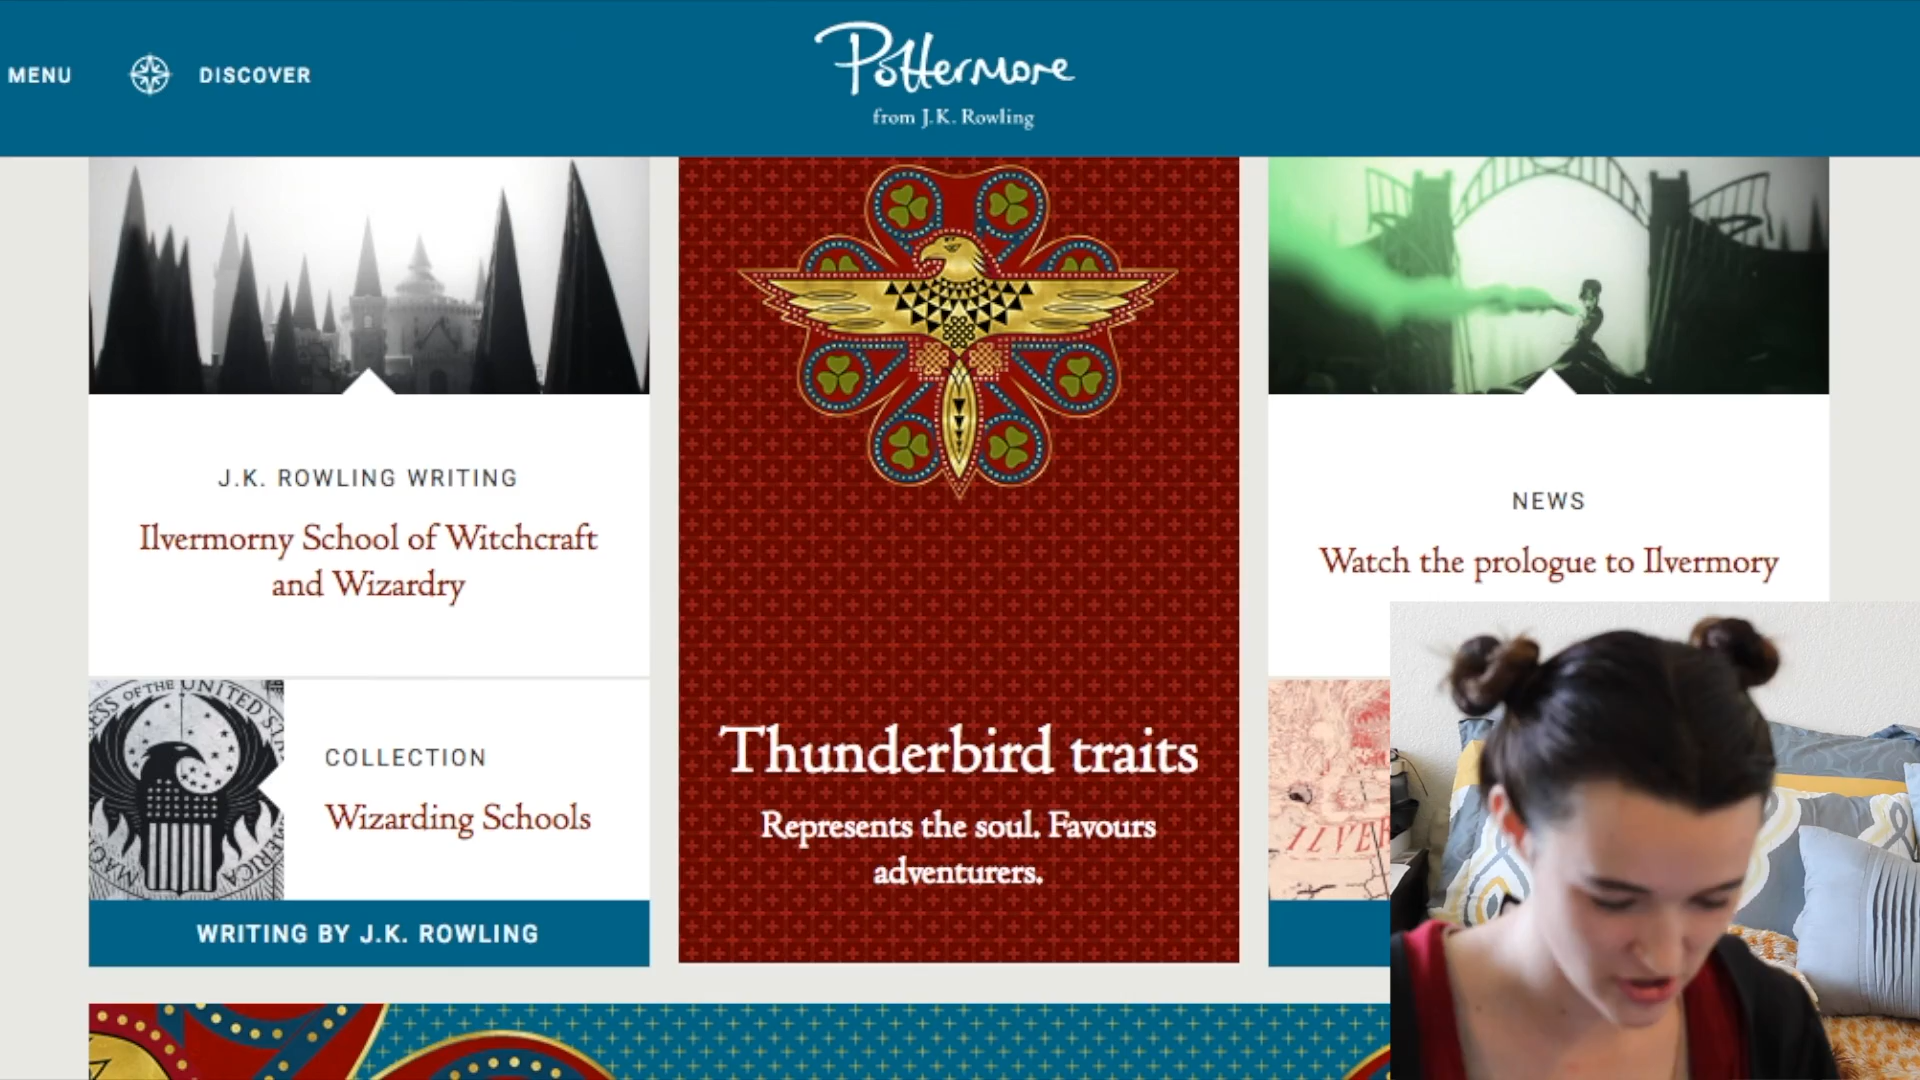 MENU
DISCOVER
Pottermore
from J.K. Rowling
J.K. ROWLING WRITING
Ilvermorny School of Witchcraft
and Wizardry
COLLECTION
Wizarding Schools
WRITING BY J.K. ROWLING
Thunderbird traits
Represents the soul. Favours
adventurers.
NEWS
Watch the prologue to Ilvermory